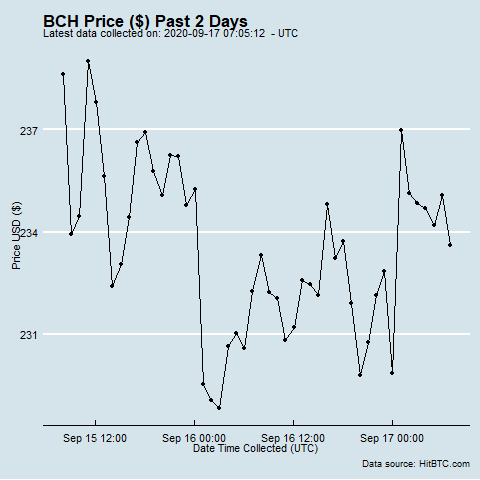 BCH Price ($) Past 2 Days
Latest data collected on: 2020-09-17 07:05:12  - UTC
237
234
231
Price USD ($)
Sep 15 12:00 Sep 16 00:00 Sep 16 12:00 Sep 17 00:00
Date Time Collected (UTC)
Data source: HitBTC.com